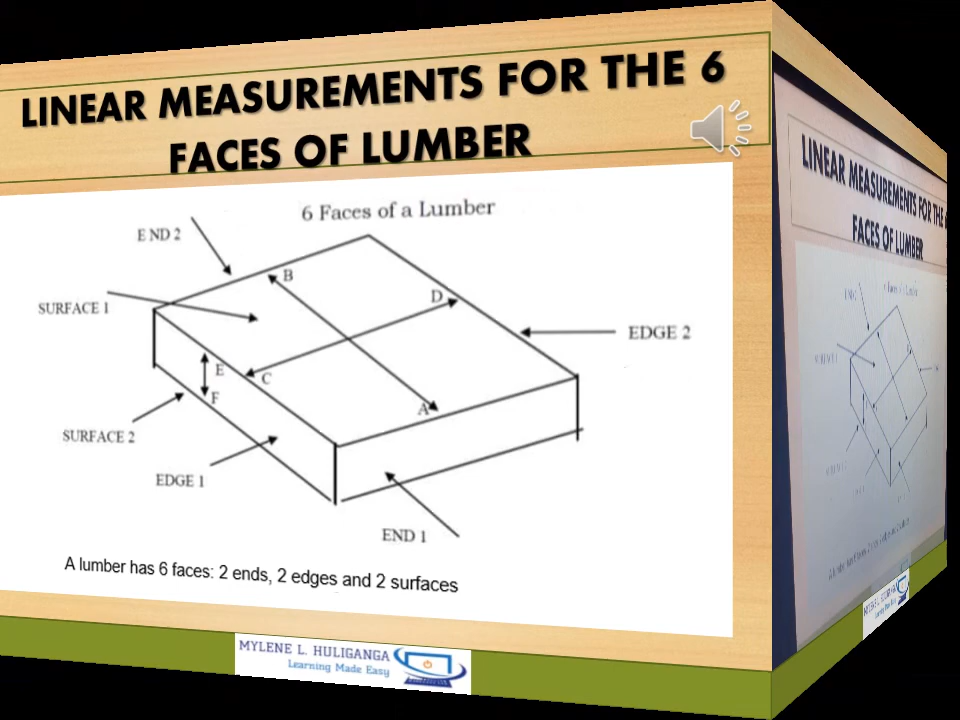 LINEAR MEASUREMENTS FOR THE 6
FACES OF LUMBER
6 Faces of a Lumber
E ND 2
B
SURFACE 1
D
EDGE 2
E
C
F
A
SURFACE 2
EDGE 1
END 1
A lumber has 6 faces: 2 ends, 2 edges and 2 surfaces
MYLENE L. HULIGANGA
Learning Made Easy
LINEAR MEASUREMENTS FOR THE 6
FACES OF LUMBER